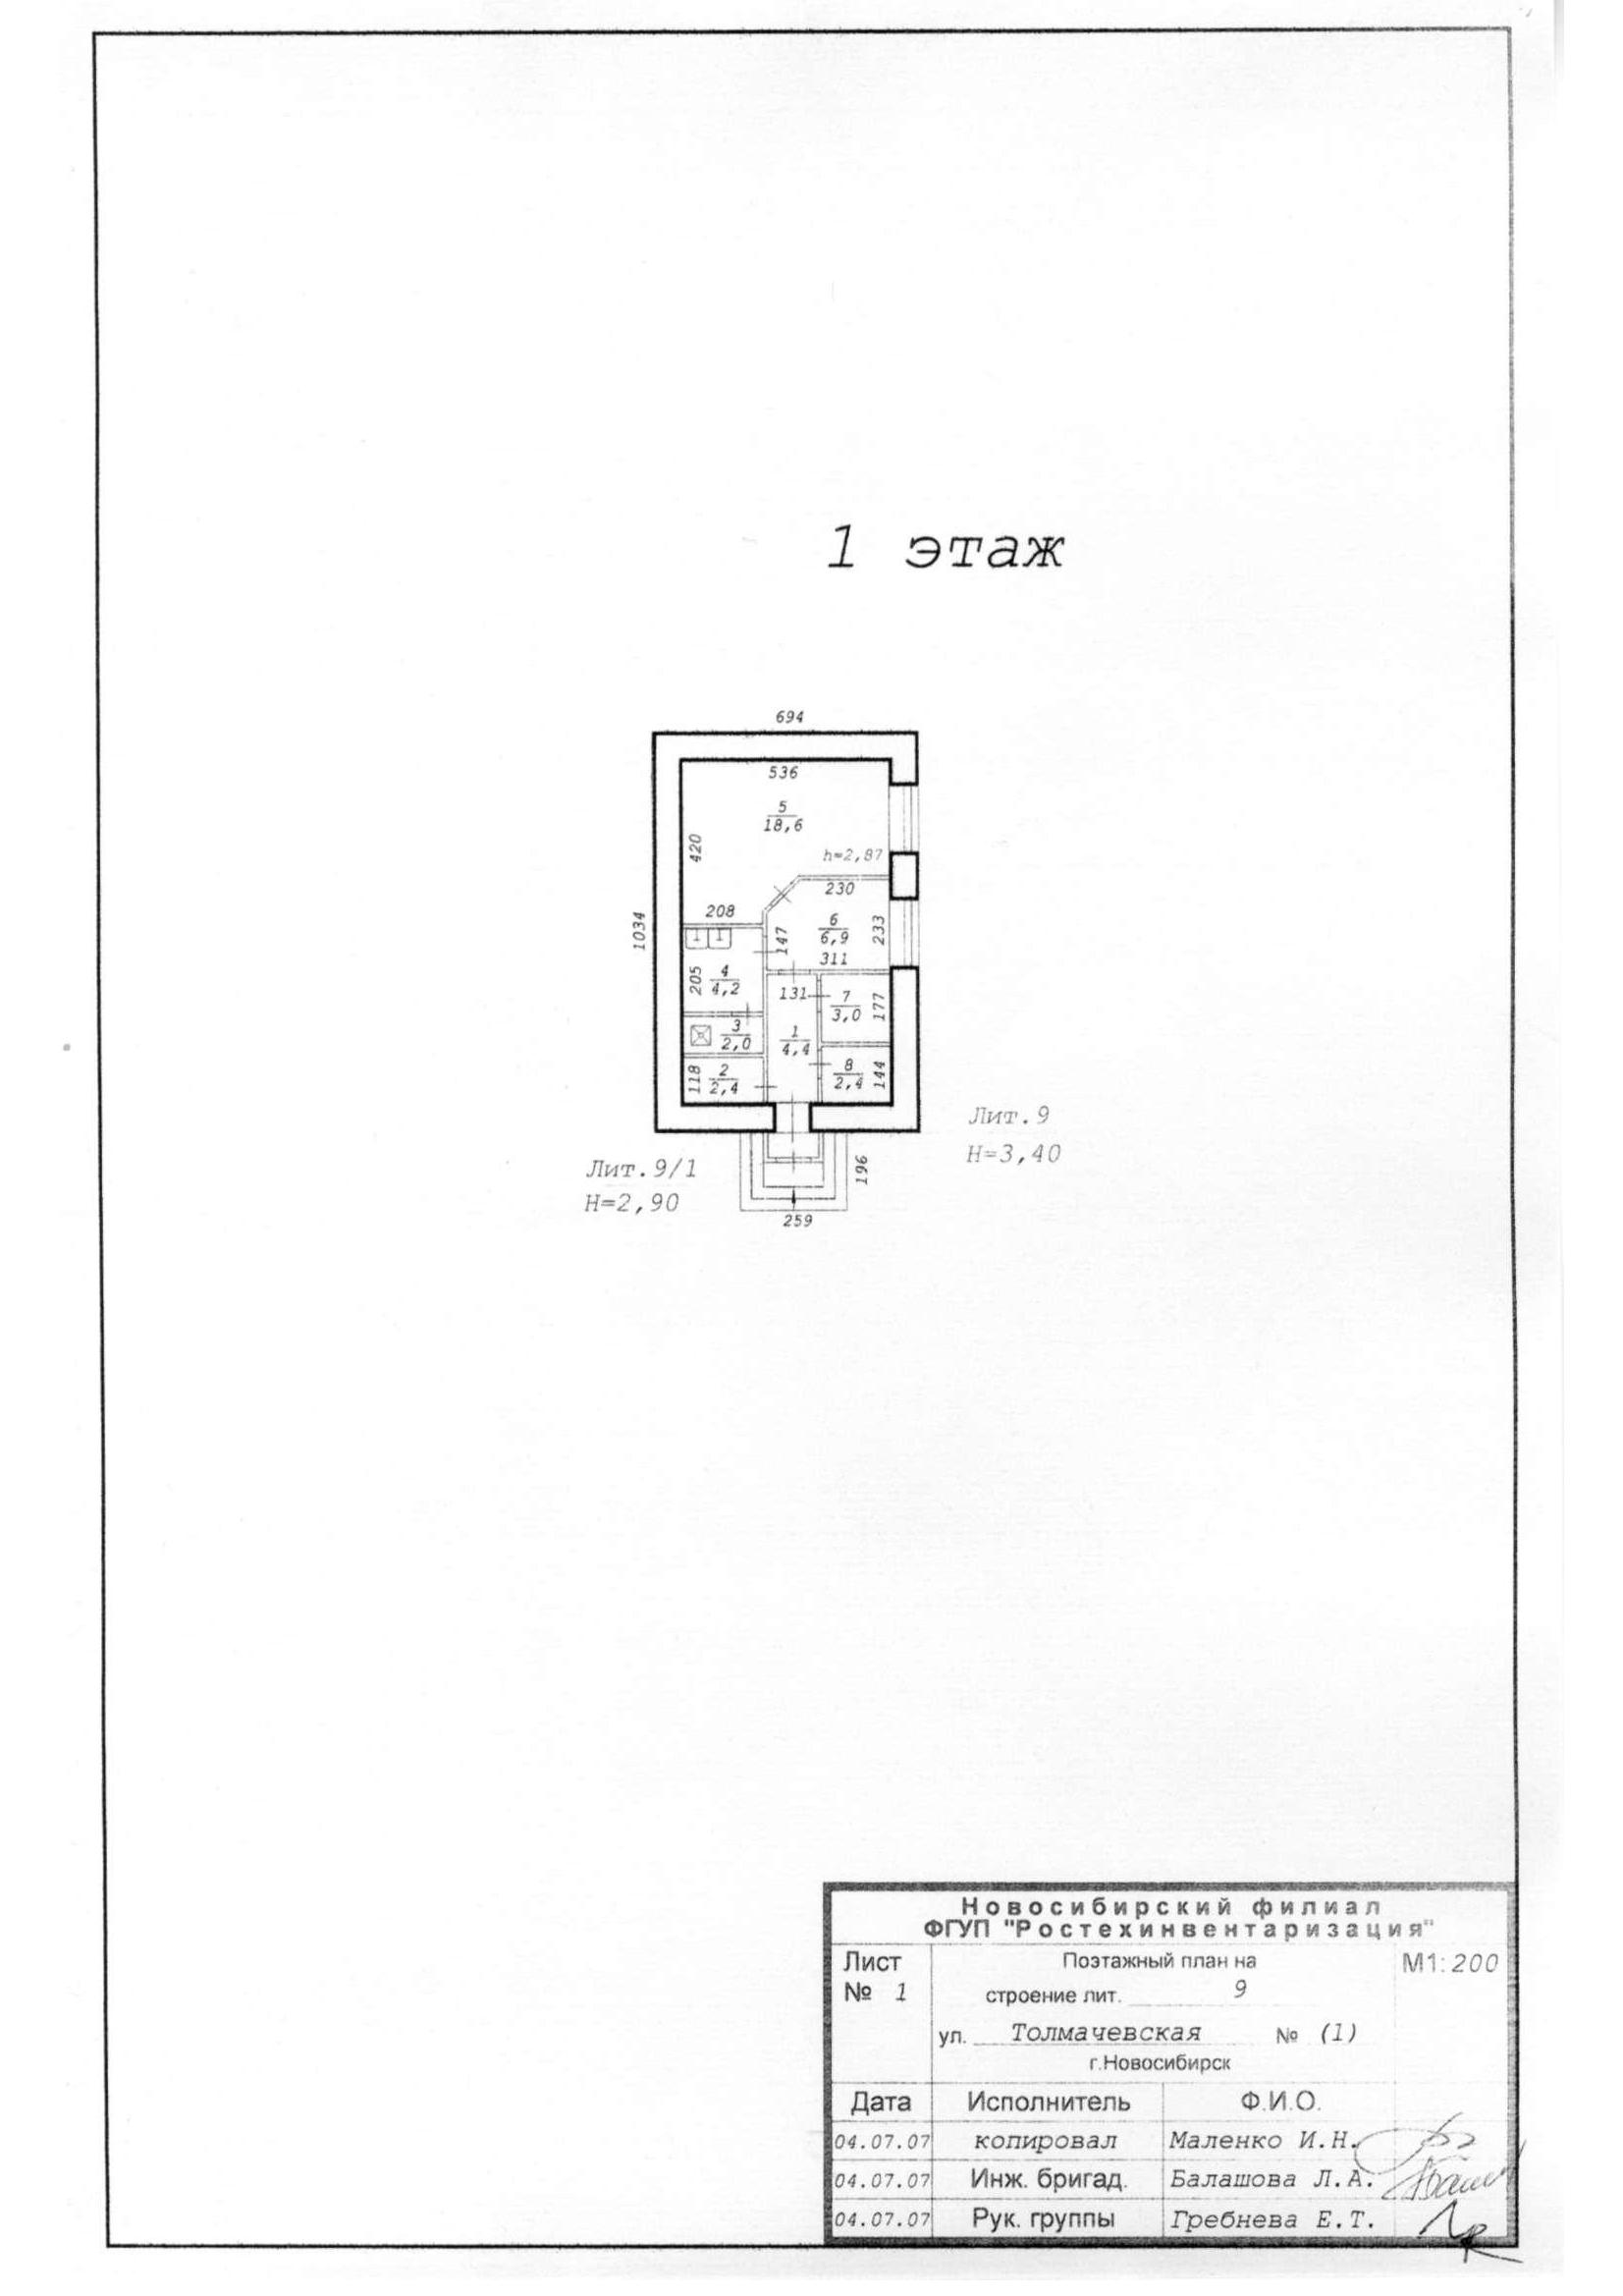 1 этаж
694
536
5
18,6
420
h=2,87
230
208
1034
6
6,9
233
147
311
205
4
4,2
131
7
3,0
177
3
2,0
1
4,4
118
2
2,4
8
2,4
144
Лит.9
Н=3,40
Лит.9/1
Н=2,90
196
259
Новосибирский филиал
ФГУП "Ростехинвентаризация"
Лист
№ 1
Поэтажный план на
строение лит. 9
ул. Толмачевская № (1)
г.Новосибирск
М1:200
Дата Исполнитель Ф.И.О.
04.07.07 копировал Маленко И.Н.
04.07.07 Инж. бригад. Балашова Л.А.
04.07.07 Рук. группы Гребнева Е.Т.